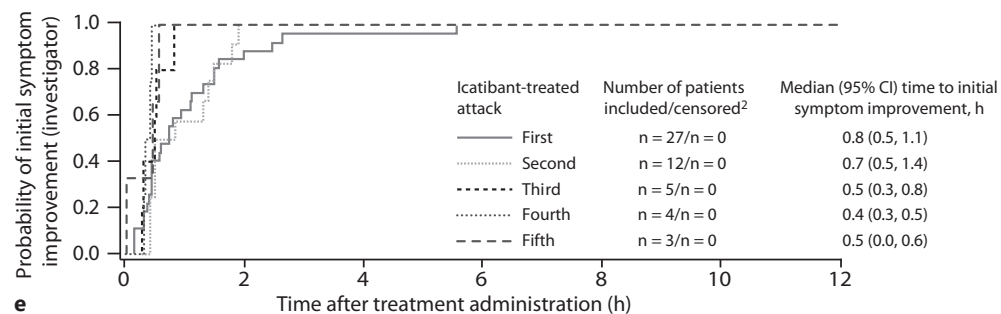 Probability of initial symptom
improvement (investigator)
1.0
0.8
0.6
0.4
0.2
0.0
Icatibant-treated attack
Number of patients included/censored2
Median (95% CI) time to initial symptom improvement, h
First n = 27/n = 0 0.8 (0.5, 1.1)
Second n = 12/n = 0 0.7 (0.5, 1.4)
Third n = 5/n = 0 0.5 (0.3, 0.8)
Fourth n = 4/n = 0 0.4 (0.3, 0.5)
Fifth n = 3/n = 0 0.5 (0.0, 0.6)
0 2 4 6 8 10 12
e Time after treatment administration (h)